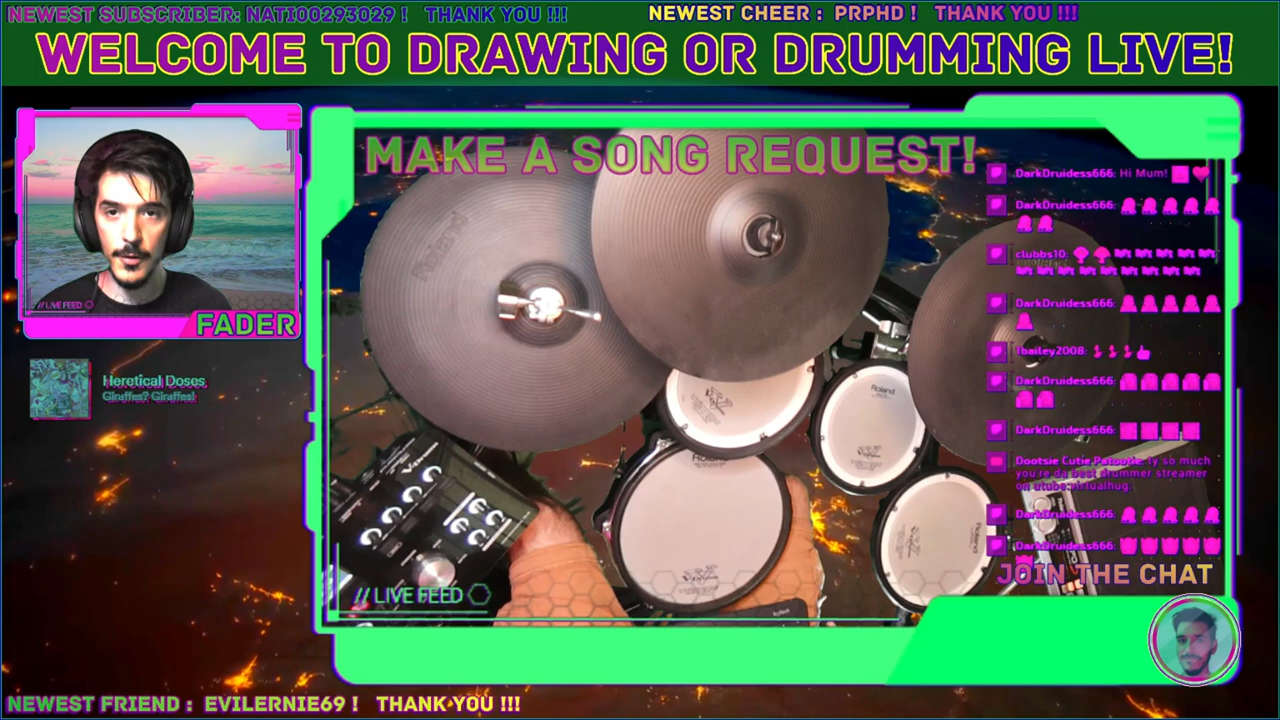 NEWEST SUBSCRIBER: NATI00293029 ! THANK YOU !!!
NEWEST CHEER : PRPHD ! THANK YOU !!!
WELCOME TO DRAWING OR DRUMMING LIVE!
MAKE A SONG REQUEST!
// LIVE FEED
FADER
Heretical Doses
Giraffes? Giraffes!
DarkDruidess666: Hi Mum!
DarkDruidess666:
clubbs10:
DarkDruidess666:
1bailey2008:
DarkDruidess666:
DarkDruidess666:
Dootsie Cutie Patootie: ty so much
you're da best drummer streamer
on utube:virtualhug:
DarkDruidess666:
DarkDruidess666:
JOIN THE CHAT
Roland
Roland
Roland
// LIVE FEED
NEWEST FRIEND : EVILERNIE69 ! THANK YOU !!!